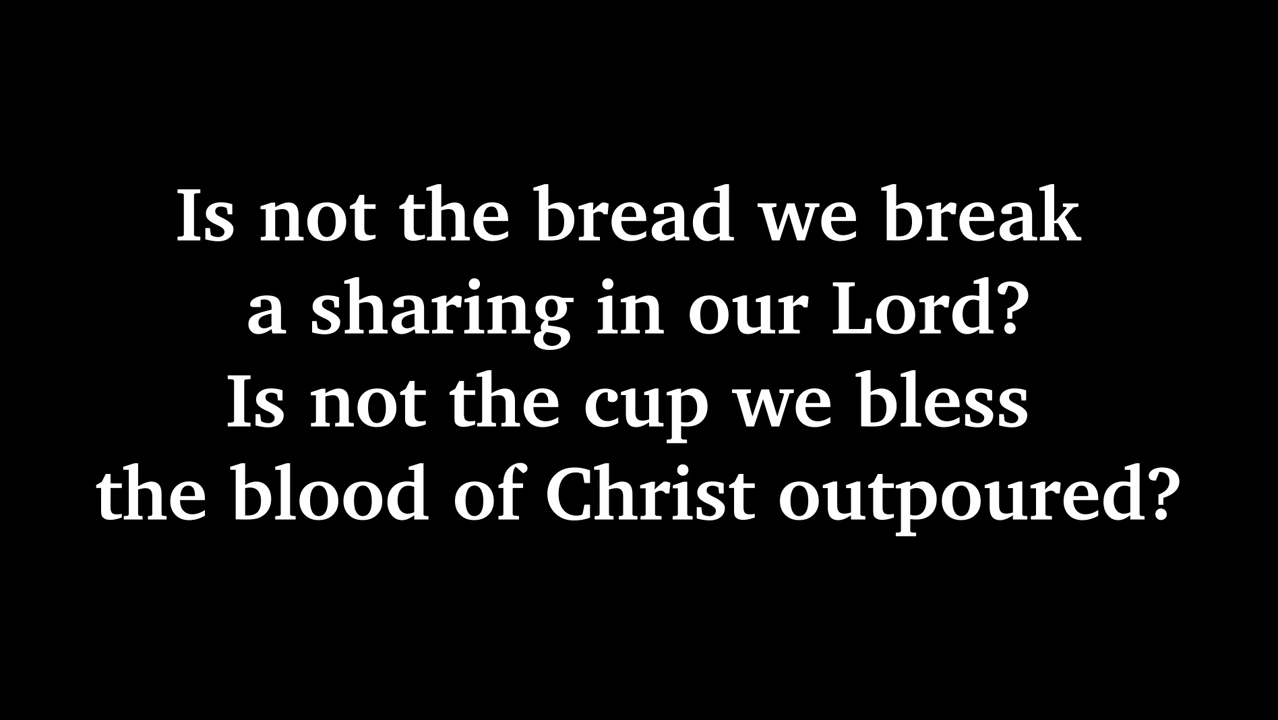 Is not the bread we break
a sharing in our Lord?
Is not the cup we bless
the blood of Christ outpoured?